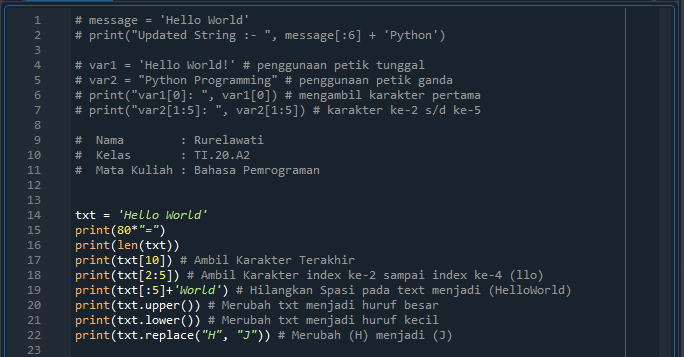 1 # message = 'Hello World'
2 # print("Updated String :- ", message[:6] + 'Python')
3
4 # var1 = 'Hello World!' # penggunaan petik tunggal
5 # var2 = "Python Programming" # penggunaan petik ganda
6 # print("var1[0]: ", var1[0]) # mengambil karakter pertama
7 # print("var2[1:5]: ", var2[1:5]) # karakter ke-2 s/d ke-5
8
9 #  Nama        : Rurelawati
10 #  Kelas       : TI.20.A2
11 #  Mata Kuliah : Bahasa Pemrograman
12
13
14 txt = 'Hello World'
15 print(80*"=")
16 print(len(txt))
17 print(txt[10]) # Ambil Karakter Terakhir
18 print(txt[2:5]) # Ambil Karakter index ke-2 sampai index ke-4 (llo)
19 print(txt[:5]+'World') # Hilangkan Spasi pada text menjadi (HelloWorld)
20 print(txt.upper()) # Merubah txt menjadi huruf besar
21 print(txt.lower()) # Merubah txt menjadi huruf kecil
22 print(txt.replace("H", "J")) # Merubah (H) menjadi (J)
23